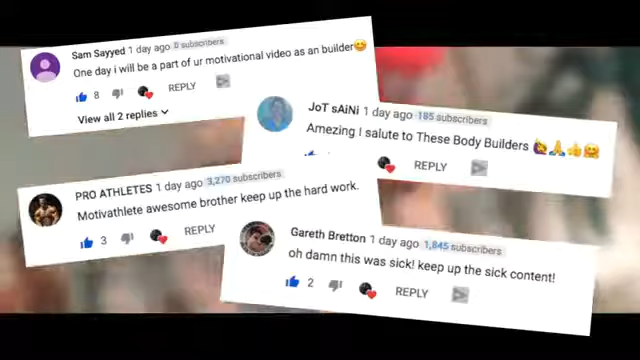 Sam Sayyed 1 day ago 0 subscribers
One day i will be a part of ur motivational video as an builder😊
8 REPLY
View all 2 replies
JoT sAiNi 1 day ago 185 subscribers
Amezing I salute to These Body Builders 🙋🙏👍🤗
REPLY
PRO ATHLETES 1 day ago 3,270 subscribers
Motivathlete awesome brother keep up the hard work.
3 REPLY
Gareth Bretton 1 day ago 1,845 subscribers
oh damn this was sick! keep up the sick content!
2 REPLY